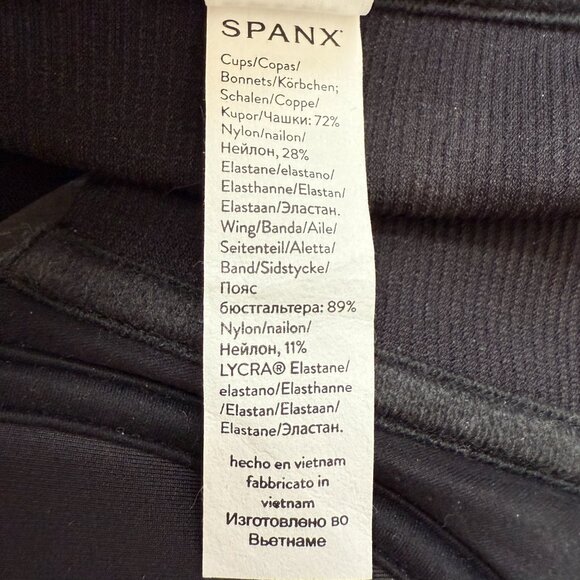 SPANX
Cups/Copas/
Bonnets/Körbchen;
Schalen/Coppe/
Kupor/Чашки: 72%
Nylon/nailon/
Нейлон, 28%
Elastane/elastano/
Elasthanne/Elastan/
Elastaan/Эластан.
Wing/Banda/Aile/
Seitenteil/Aletta/
Band/Sidstycke/
Пояс
бюстгальтера: 89%
Nylon/nailon/
Нейлон, 11%
LYCRA® Elastane/
elastano/Elasthanne
/Elastan/Elastaan/
Elastane/Эластан.
hecho en vietnam
fabbricato in
vietnam
Изготовлено во
Вьетнаме